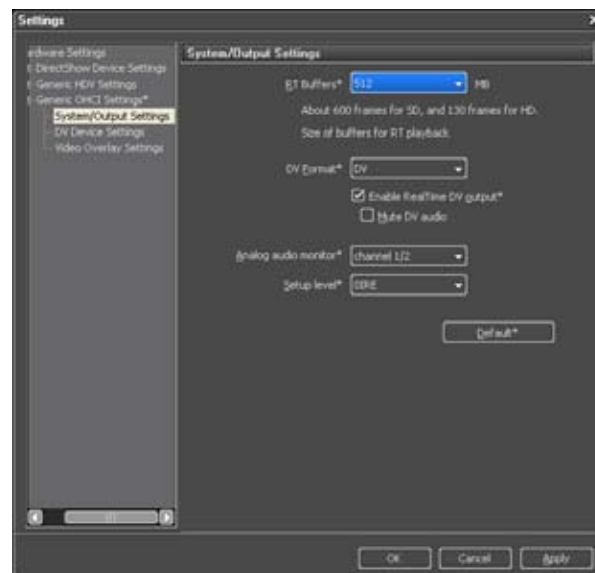 Settings
x
ardware Settings
DirectShow Device Settings
Generic HDV Settings
Generic OHCI Settings*
System/Output Settings
DV Device Settings
Video Overlay Settings
System/Output Settings
RT Buffers* 512 MB
About 600 frames for SD, and 130 frames for HD.
Size of buffers for RT playback
DV Format* DV
Enable RealTime DV output*
Mute DV audio
Analog audio monitor* channel 1/2
Setup level* 0IRE
Default*
OK Cancel Apply